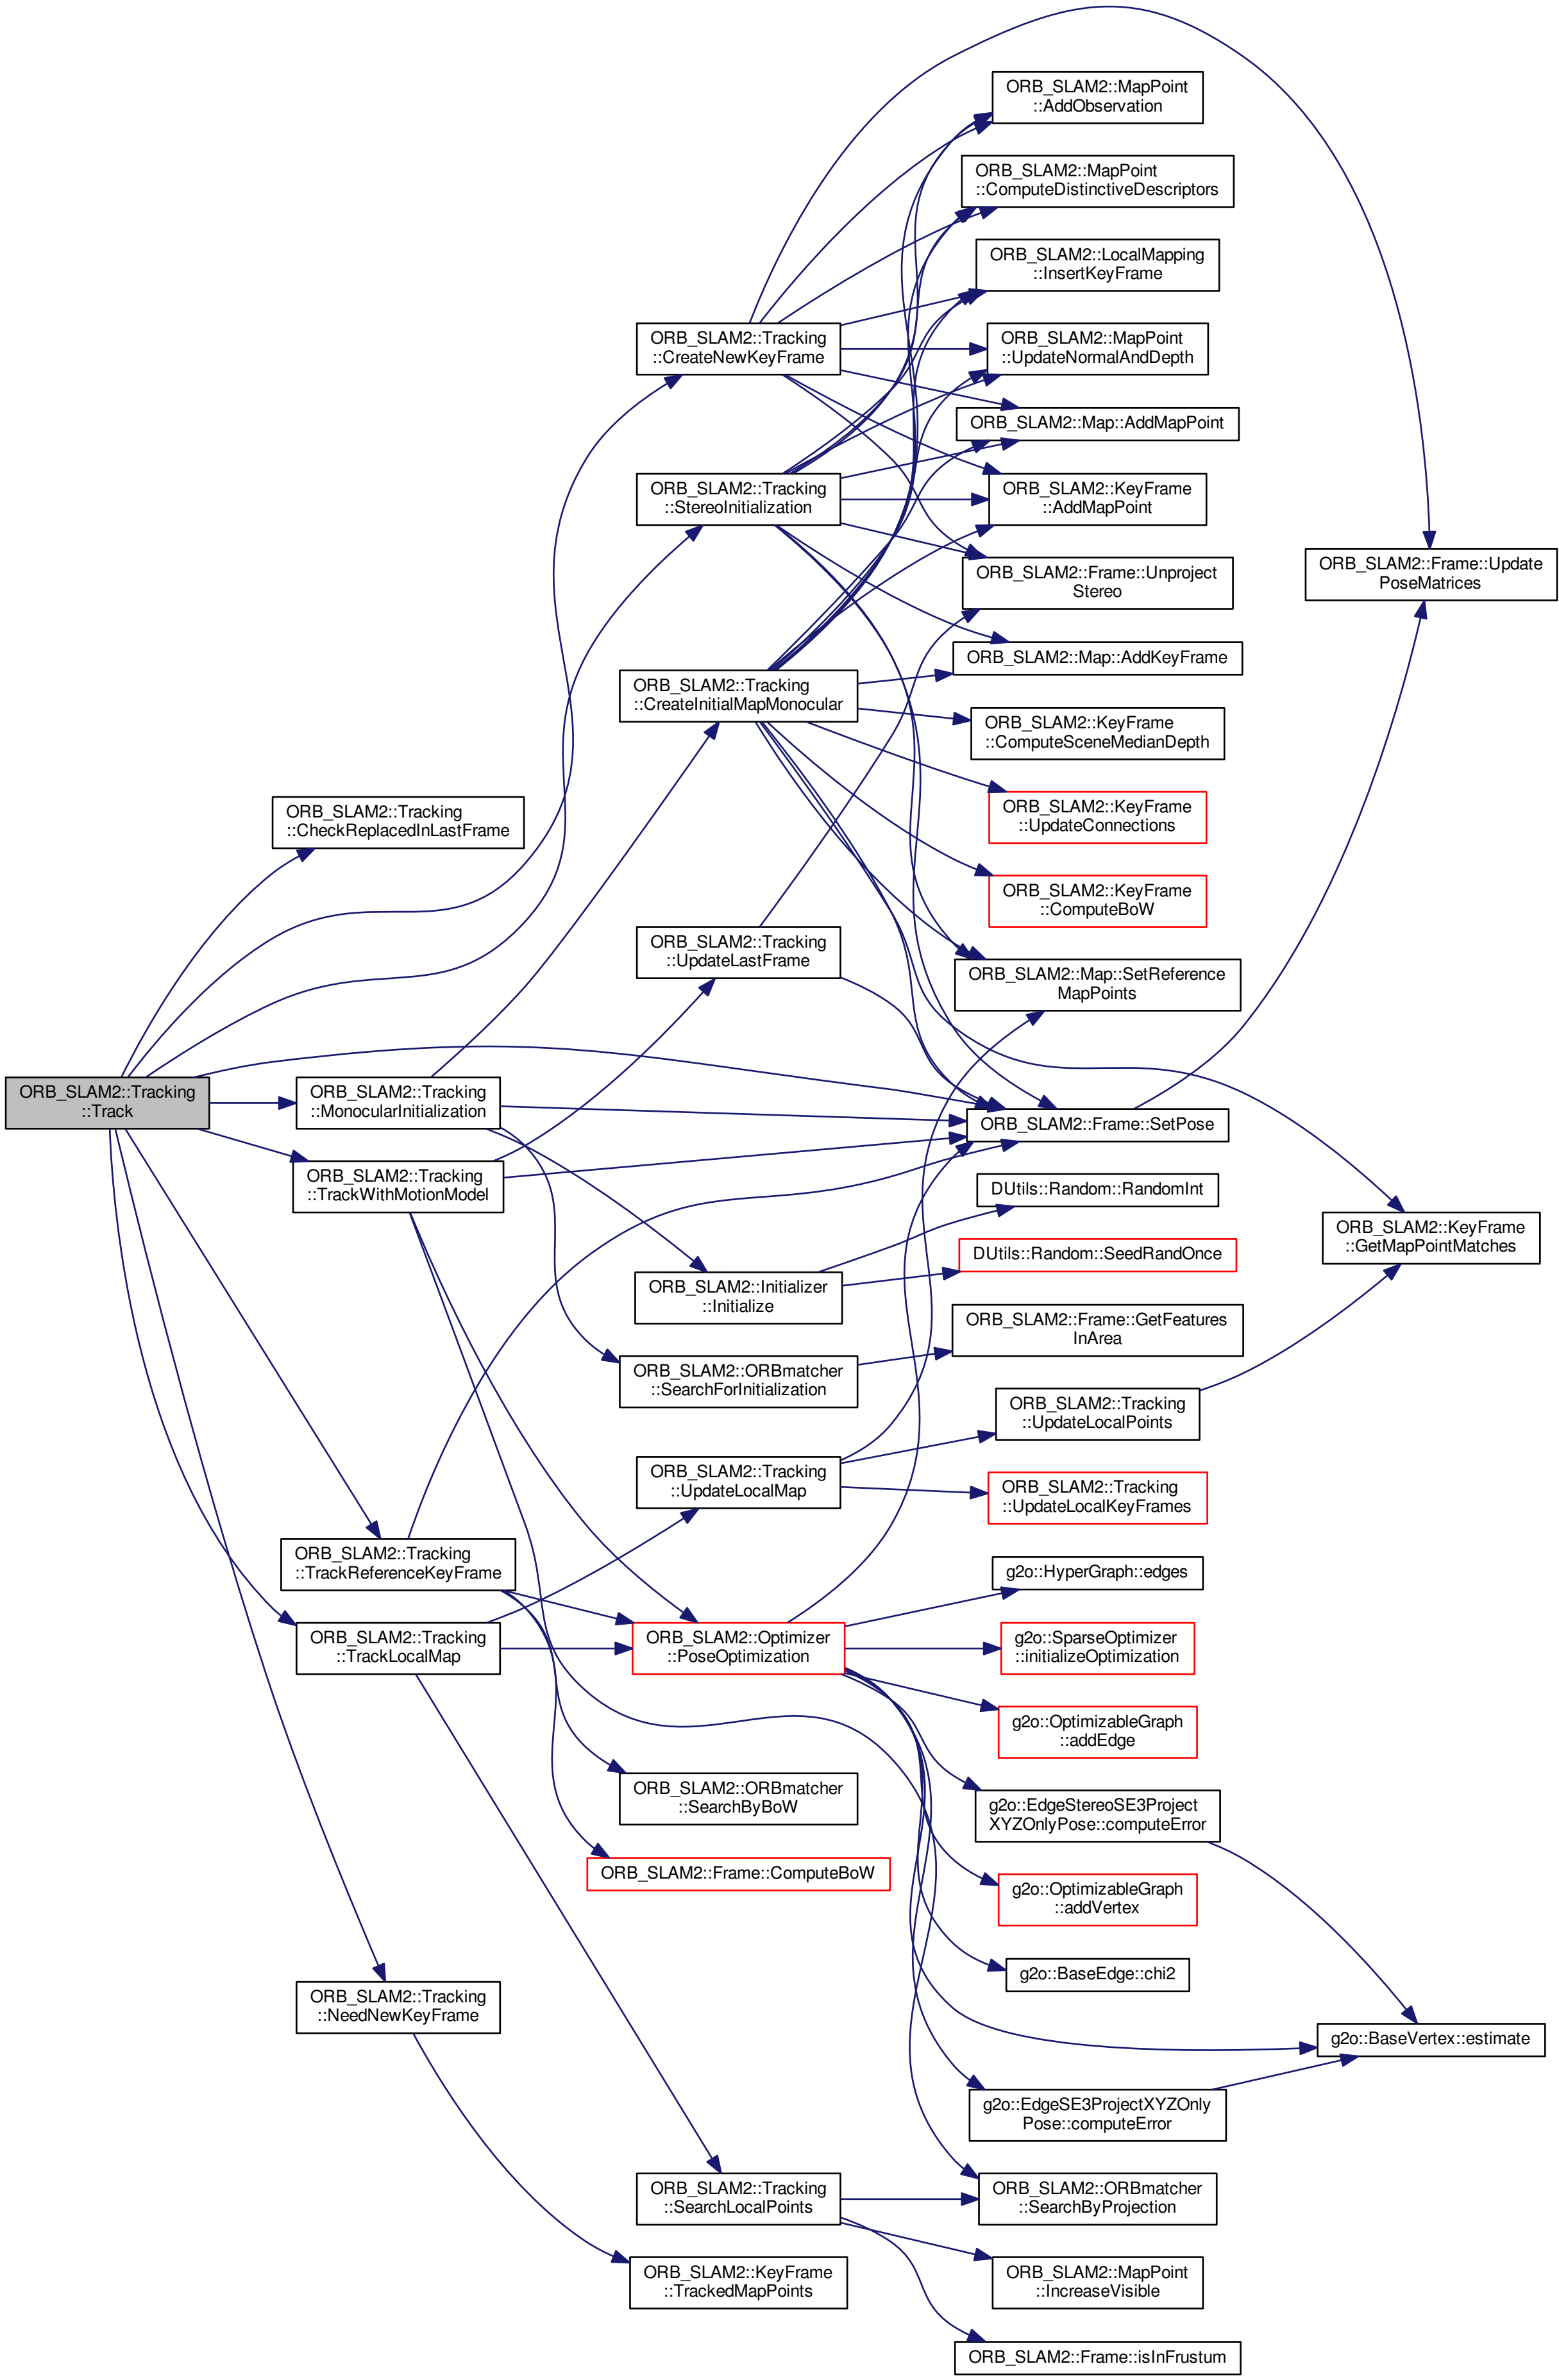 ORB_SLAM2::MapPoint
::AddObservation
ORB_SLAM2::MapPoint
::ComputeDistinctiveDescriptors
ORB_SLAM2::LocalMapping
::InsertKeyFrame
ORB_SLAM2::Tracking
::CreateNewKeyFrame
ORB_SLAM2::MapPoint
::UpdateNormalAndDepth
ORB_SLAM2::Map::AddMapPoint
ORB_SLAM2::Tracking
::StereoInitialization
ORB_SLAM2::KeyFrame
::AddMapPoint
ORB_SLAM2::Frame::Update
PoseMatrices
ORB_SLAM2::Frame::Unproject
Stereo
ORB_SLAM2::Map::AddKeyFrame
ORB_SLAM2::Tracking
::CreateInitialMapMonocular
ORB_SLAM2::KeyFrame
::ComputeSceneMedianDepth
ORB_SLAM2::Tracking
::CheckReplacedInLastFrame
ORB_SLAM2::KeyFrame
::UpdateConnections
ORB_SLAM2::KeyFrame
::ComputeBoW
ORB_SLAM2::Tracking
::UpdateLastFrame
ORB_SLAM2::Map::SetReference
MapPoints
ORB_SLAM2::Tracking
::Track
ORB_SLAM2::Tracking
::MonocularInitialization
ORB_SLAM2::Frame::SetPose
ORB_SLAM2::Tracking
::TrackWithMotionModel
DUtils::Random::RandomInt
ORB_SLAM2::KeyFrame
::GetMapPointMatches
DUtils::Random::SeedRandOnce
ORB_SLAM2::Initializer
::Initialize
ORB_SLAM2::Frame::GetFeatures
InArea
ORB_SLAM2::ORBmatcher
::SearchForInitialization
ORB_SLAM2::Tracking
::UpdateLocalPoints
ORB_SLAM2::Tracking
::UpdateLocalMap
ORB_SLAM2::Tracking
::UpdateLocalKeyFrames
ORB_SLAM2::Tracking
::TrackReferenceKeyFrame
g2o::HyperGraph::edges
ORB_SLAM2::Tracking
::TrackLocalMap
ORB_SLAM2::Optimizer
::PoseOptimization
g2o::SparseOptimizer
::initializeOptimization
g2o::OptimizableGraph
::addEdge
ORB_SLAM2::ORBmatcher
::SearchByBoW
g2o::EdgeStereoSE3Project
XYZOnlyPose::computeError
ORB_SLAM2::Frame::ComputeBoW
g2o::OptimizableGraph
::addVertex
g2o::BaseEdge::chi2
ORB_SLAM2::Tracking
::NeedNewKeyFrame
g2o::BaseVertex::estimate
g2o::EdgeSE3ProjectXYZOnly
Pose::computeError
ORB_SLAM2::Tracking
::SearchLocalPoints
ORB_SLAM2::ORBmatcher
::SearchByProjection
ORB_SLAM2::KeyFrame
::TrackedMapPoints
ORB_SLAM2::MapPoint
::IncreaseVisible
ORB_SLAM2::Frame::isInFrustum